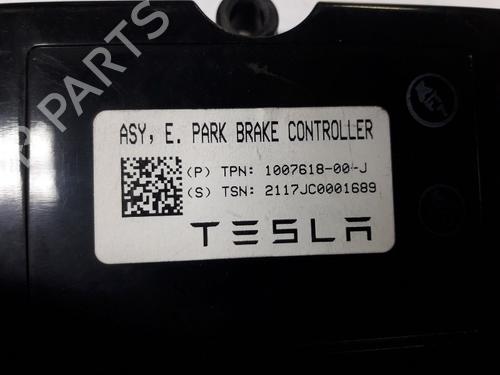 ASY, E. PARK BRAKE CONTROLLER
(P) TPN: 1007618-00-J
(S) TSN: 2117JC0001689
TESLA
B PARTS